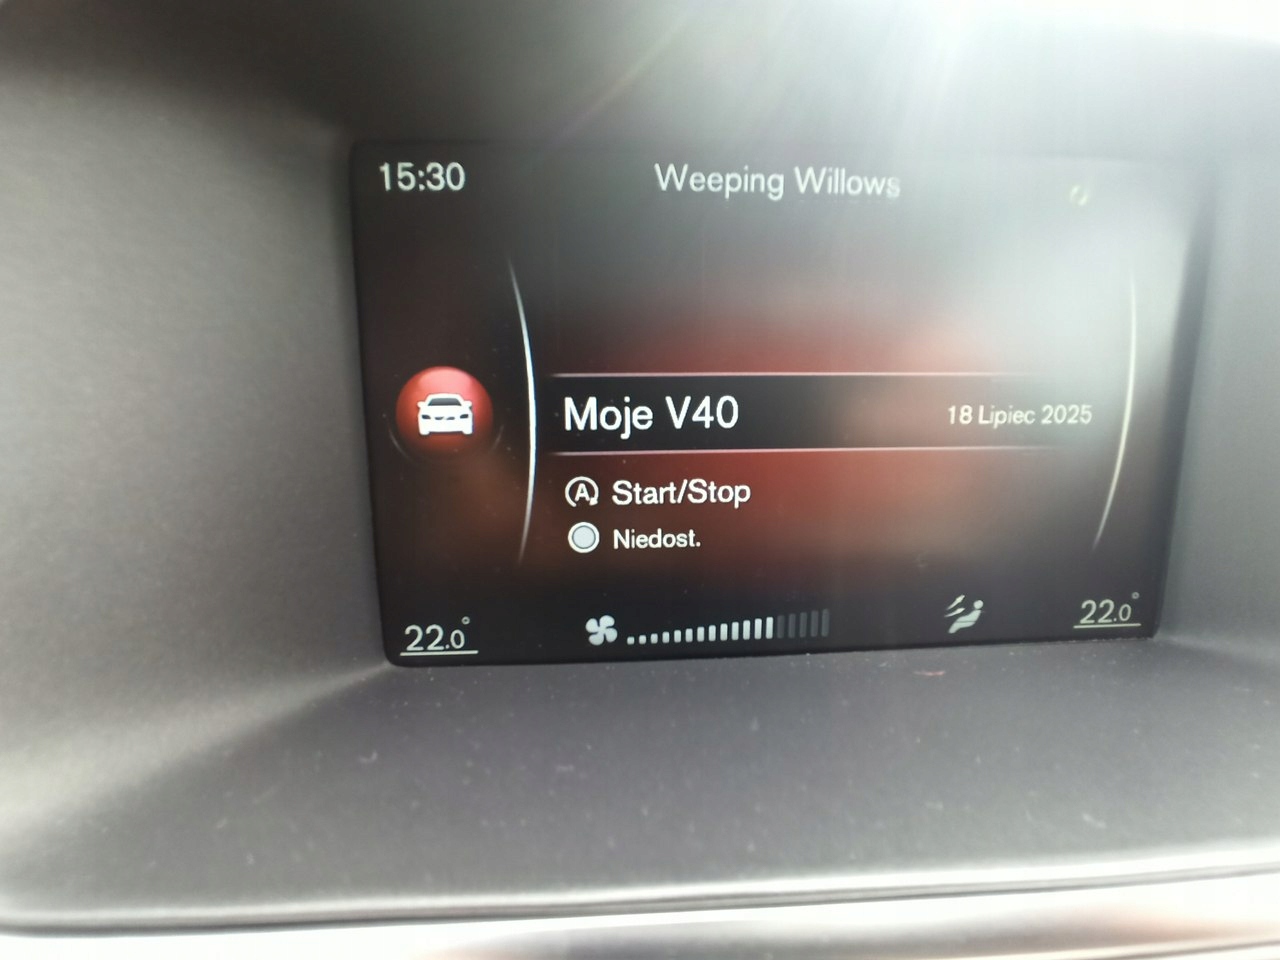 15:30 Weeping Willows
Moje V40 18 Lipiec 2025
A Start/Stop
Niedost.
22.0° 22.0°